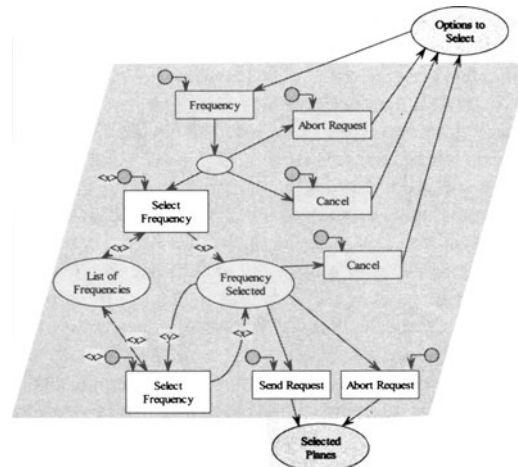 Options to
Select
Frequency
Abort Request
<x>
Select
Frequency
Cancel
<x>
<x>
Cancel
List of
Frequencies
Frequency
Selected
<y>
<x>
<x>
Select
Frequency
Send Request
Abort Request
Selected
Planes